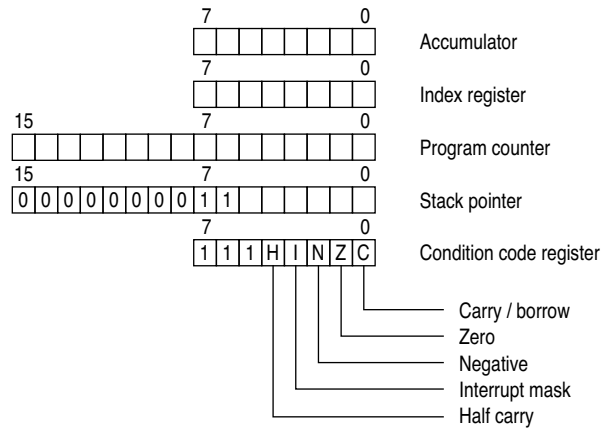 7 0
Accumulator
7 0
Index register
15 7 0
Program counter
15 7 0
0 0 0 0 0 0 0 0 1 1 Stack pointer
7 0
1 1 1 H I N Z C Condition code register
Carry / borrow
Zero
Negative
Interrupt mask
Half carry